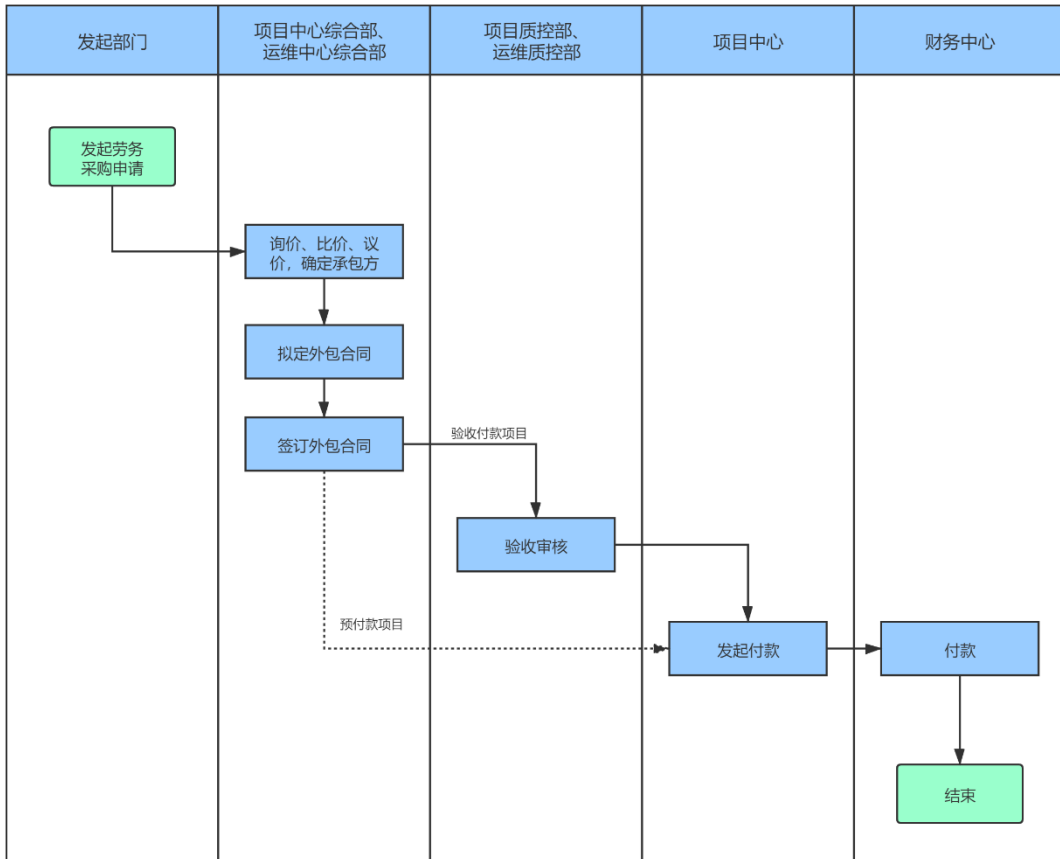 发起部门
项目中心综合部、
运维中心综合部
项目质控部、
运维质控部
项目中心
财务中心
发起劳务
采购申请
询价、比价、议
价，确定承包方
拟定外包合同
签订外包合同
验收付款项目
验收审核
预付款项目
发起付款
付款
结束